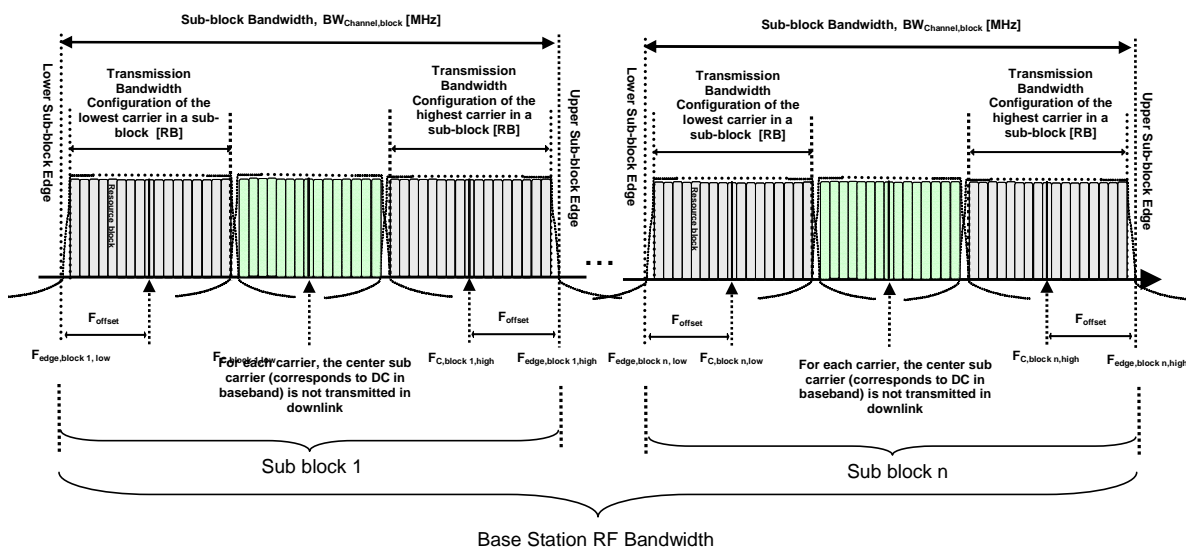 Sub-block Bandwidth, BWChannel,block [MHz]
Sub-block Bandwidth, BWChannel,block [MHz]
Lower Sub-block Edge
Transmission
Bandwidth
Configuration of the
lowest carrier in a sub-
block [RB]
Transmission
Bandwidth
Configuration of the
highest carrier in a
sub-block [RB]
Upper Sub-block Edge
Lower Sub-block Edge
Transmission
Bandwidth
Configuration of the
lowest carrier in a
sub-block [RB]
Transmission
Bandwidth
Configuration of the
highest carrier in a
sub-block [RB]
Upper Sub-block Edge
Resource block
Resource block
...
Foffset
Foffset
Foffset
Foffset
Fedge,block 1, low
FC,block 1,low
FC,block 1,high
Fedge,block 1,high
Fedge,block n, low
FC,block n,low
FC,block n,high
Fedge,block n,high
For each carrier, the center sub
carrier (corresponds to DC in
baseband) is not transmitted in
downlink
For each carrier, the center sub
carrier (corresponds to DC in
baseband) is not transmitted in
downlink
Sub block 1
Sub block n
Base Station RF Bandwidth